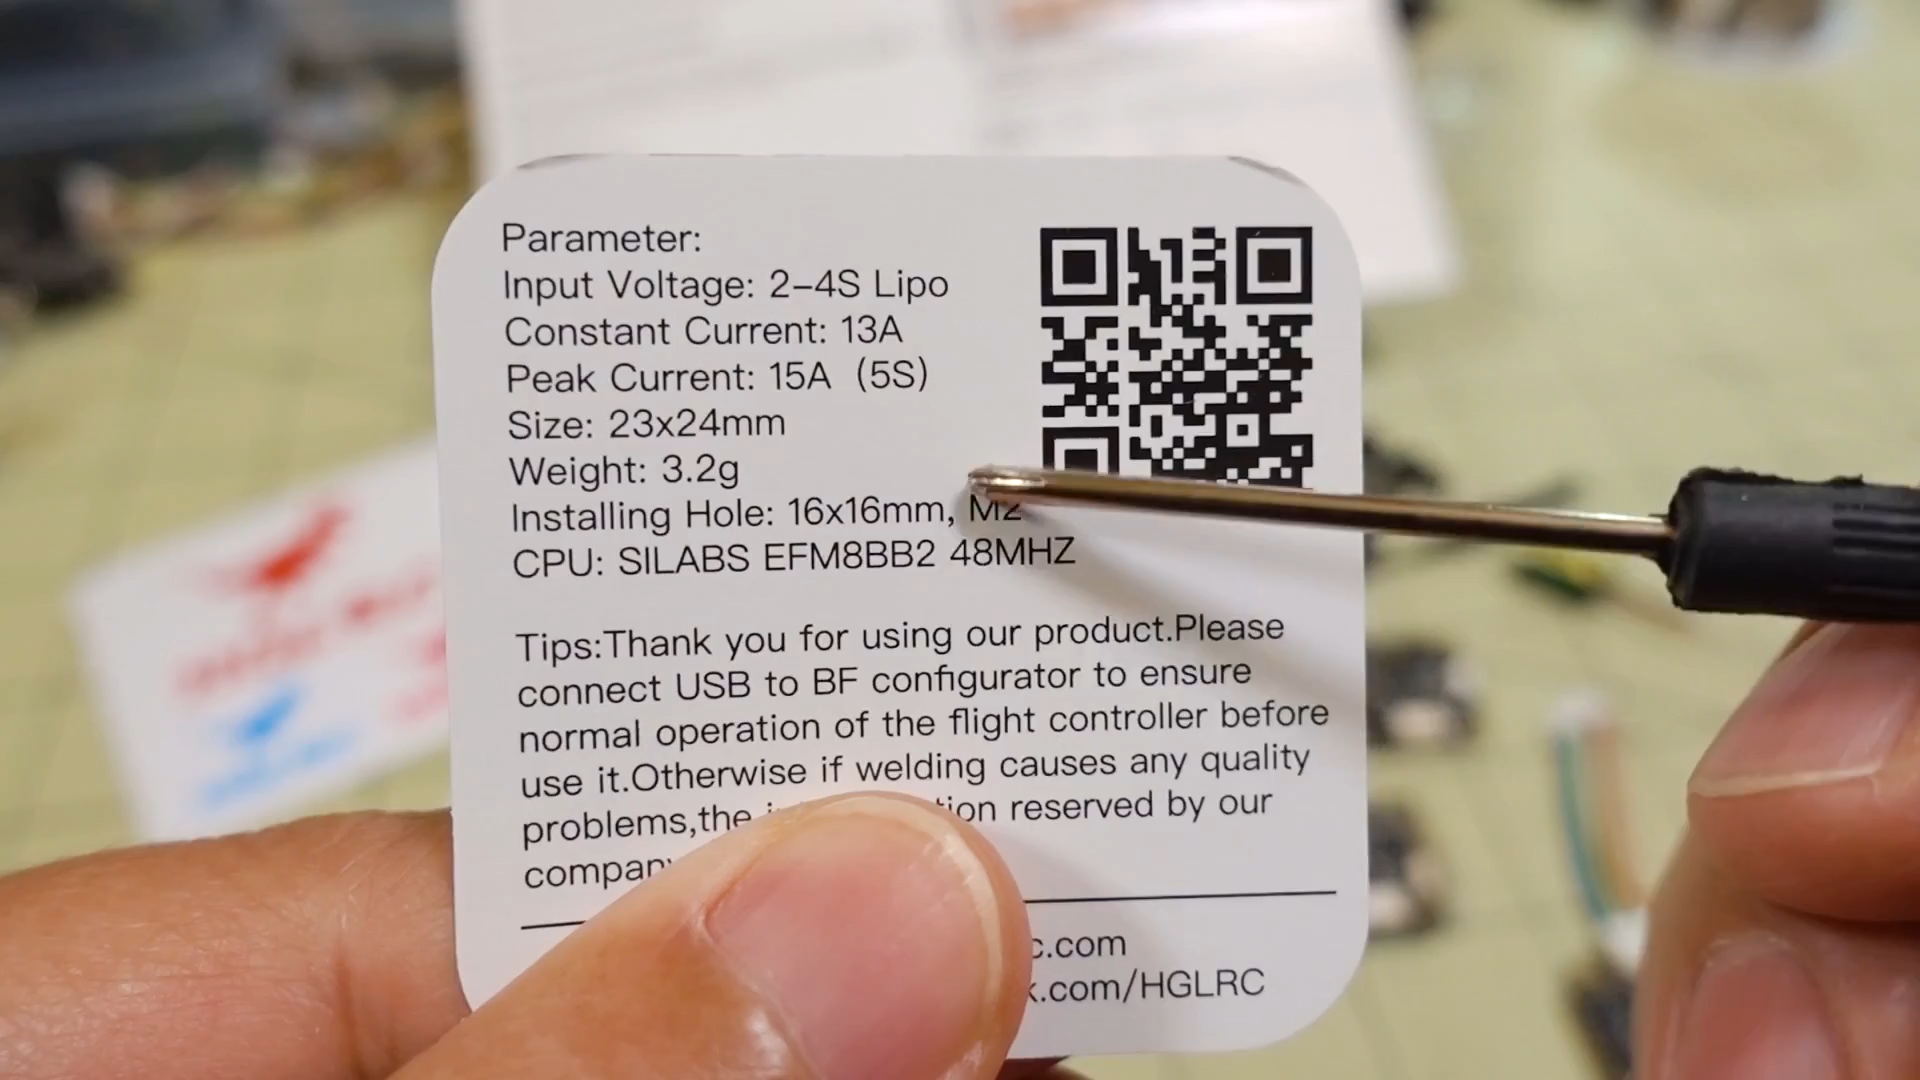 Parameter:
Input Voltage: 2–4S Lipo
Constant Current: 13A
Peak Current: 15A (5S)
Size: 23x24mm
Weight: 3.2g
Installing Hole: 16x16mm, M2
CPU: SILABS EFM8BB2 48MHZ
Tips:Thank you for using our product.Please
connect USB to BF configurator to ensure
normal operation of the flight controller before
use it.Otherwise if welding causes any quality
problems,the reserved by our
c.com
k.com/HGLRC